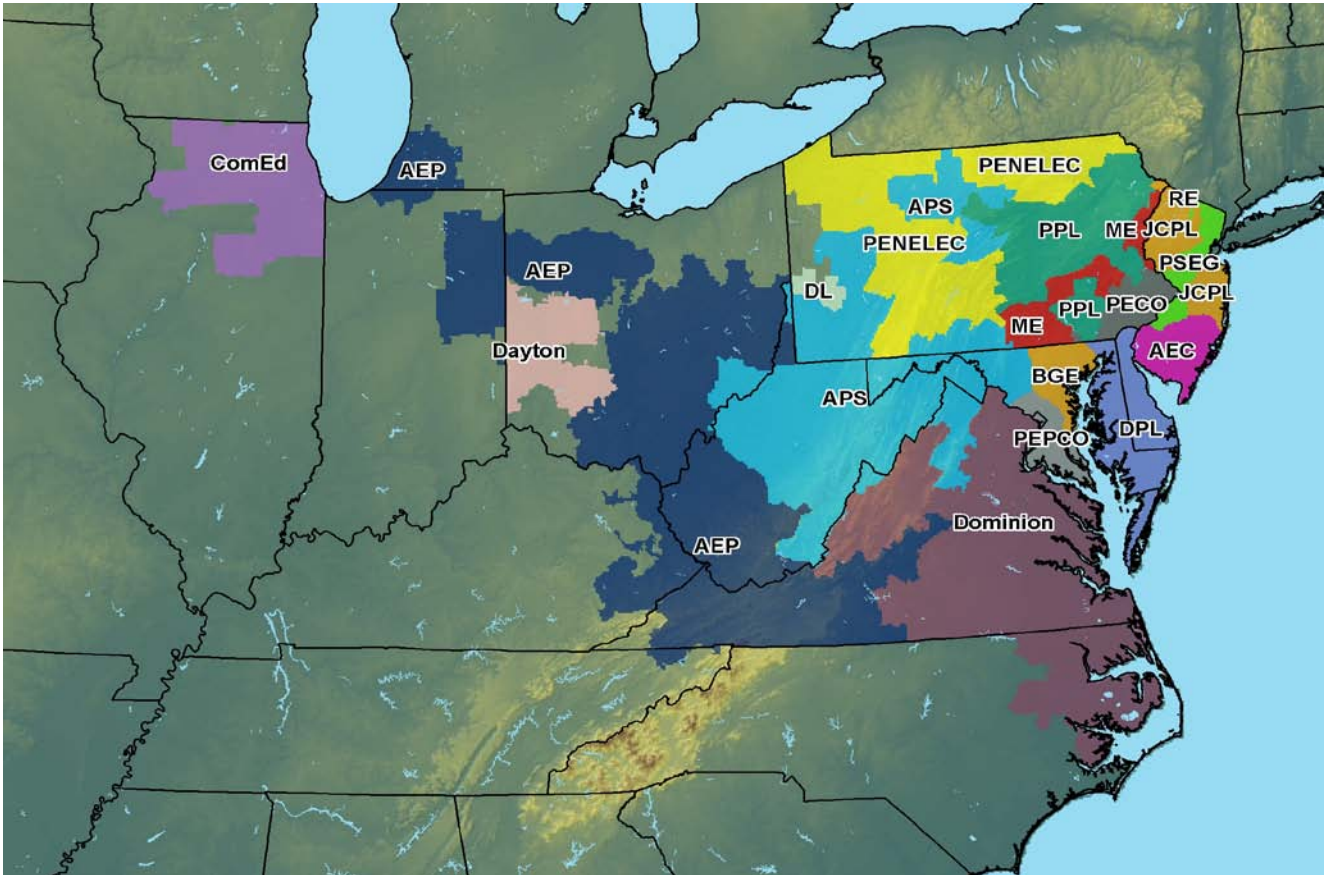 ComEd
AEP
PENELEC
RE
APS
PPL
ME
JCPL
PENELEC
AEP
PSEG
DL
JCPL
PPL
PECO
ME
Dayton
AEC
BGE
APS
DPL
PEPCO
Dominion
AEP